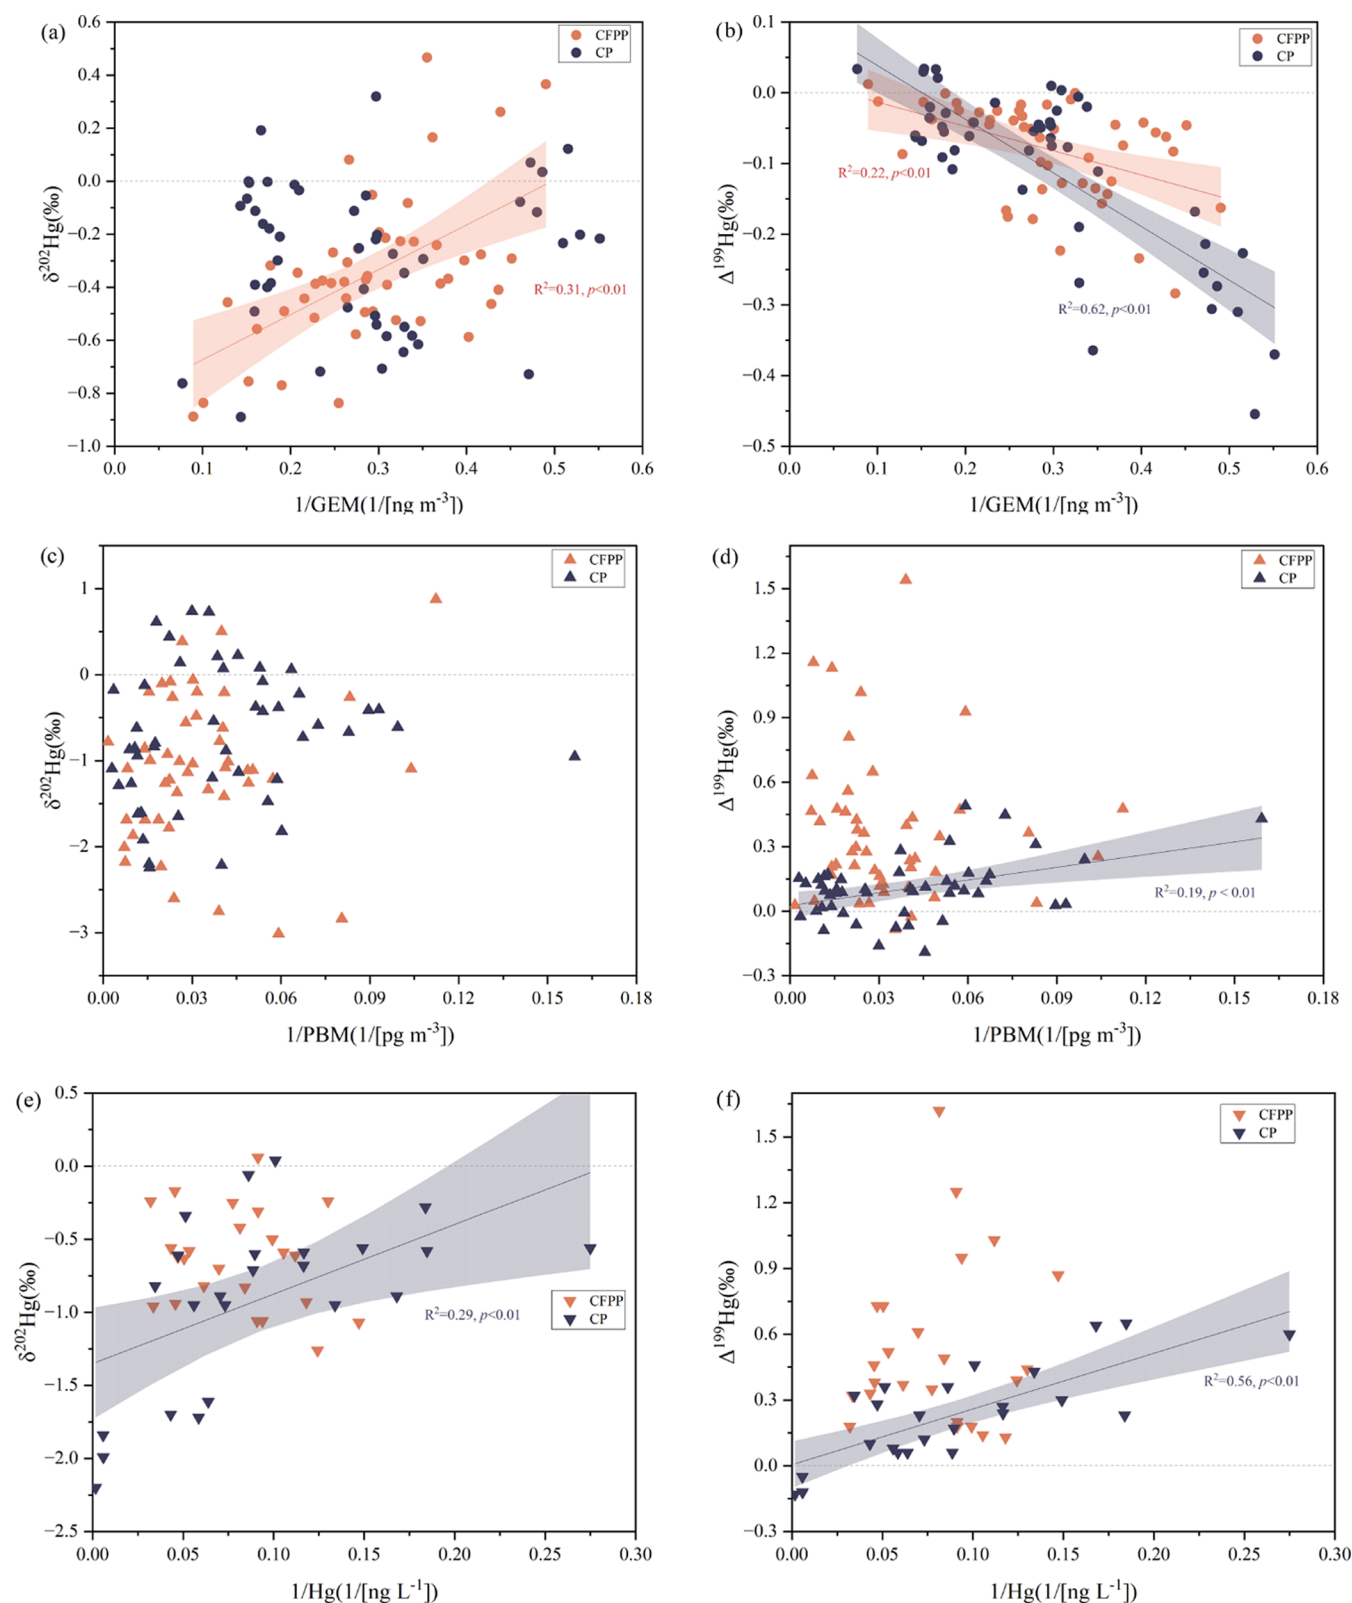 (a)
0.6
0.4
0.2
0.0
−0.2
−0.4
−0.6
−0.8
−1.0
δ²⁰²Hg(‰)
CFPP
CP
R²=0.31, p<0.01
0.0 0.1 0.2 0.3 0.4 0.5 0.6
1/GEM(1/[ng m⁻³])
(b)
0.1
0.0
−0.1
−0.2
−0.3
−0.4
−0.5
Δ¹⁹⁹Hg(‰)
CFPP
CP
R²=0.22, p<0.01
R²=0.62, p<0.01
0.0 0.1 0.2 0.3 0.4 0.5 0.6
1/GEM(1/[ng m⁻³])
(c)
1
0
−1
−2
−3
δ²⁰²Hg(‰)
CFPP
CP
0.00 0.03 0.06 0.09 0.12 0.15 0.18
1/PBM(1/[pg m⁻³])
(d)
1.5
1.2
0.9
0.6
0.3
0.0
−0.3
Δ¹⁹⁹Hg(‰)
CFPP
CP
R²=0.19, p < 0.01
0.00 0.03 0.06 0.09 0.12 0.15 0.18
1/PBM(1/[pg m⁻³])
(e)
0.5
0.0
−0.5
−1.0
−1.5
−2.0
−2.5
δ²⁰²Hg(‰)
R²=0.29, p<0.01
CFPP
CP
0.00 0.05 0.10 0.15 0.20 0.25 0.30
1/Hg(1/[ng L⁻¹])
(f)
1.5
1.2
0.9
0.6
0.3
0.0
−0.3
Δ¹⁹⁹Hg(‰)
CFPP
CP
R²=0.56, p<0.01
0.00 0.05 0.10 0.15 0.20 0.25 0.30
1/Hg(1/[ng L⁻¹])